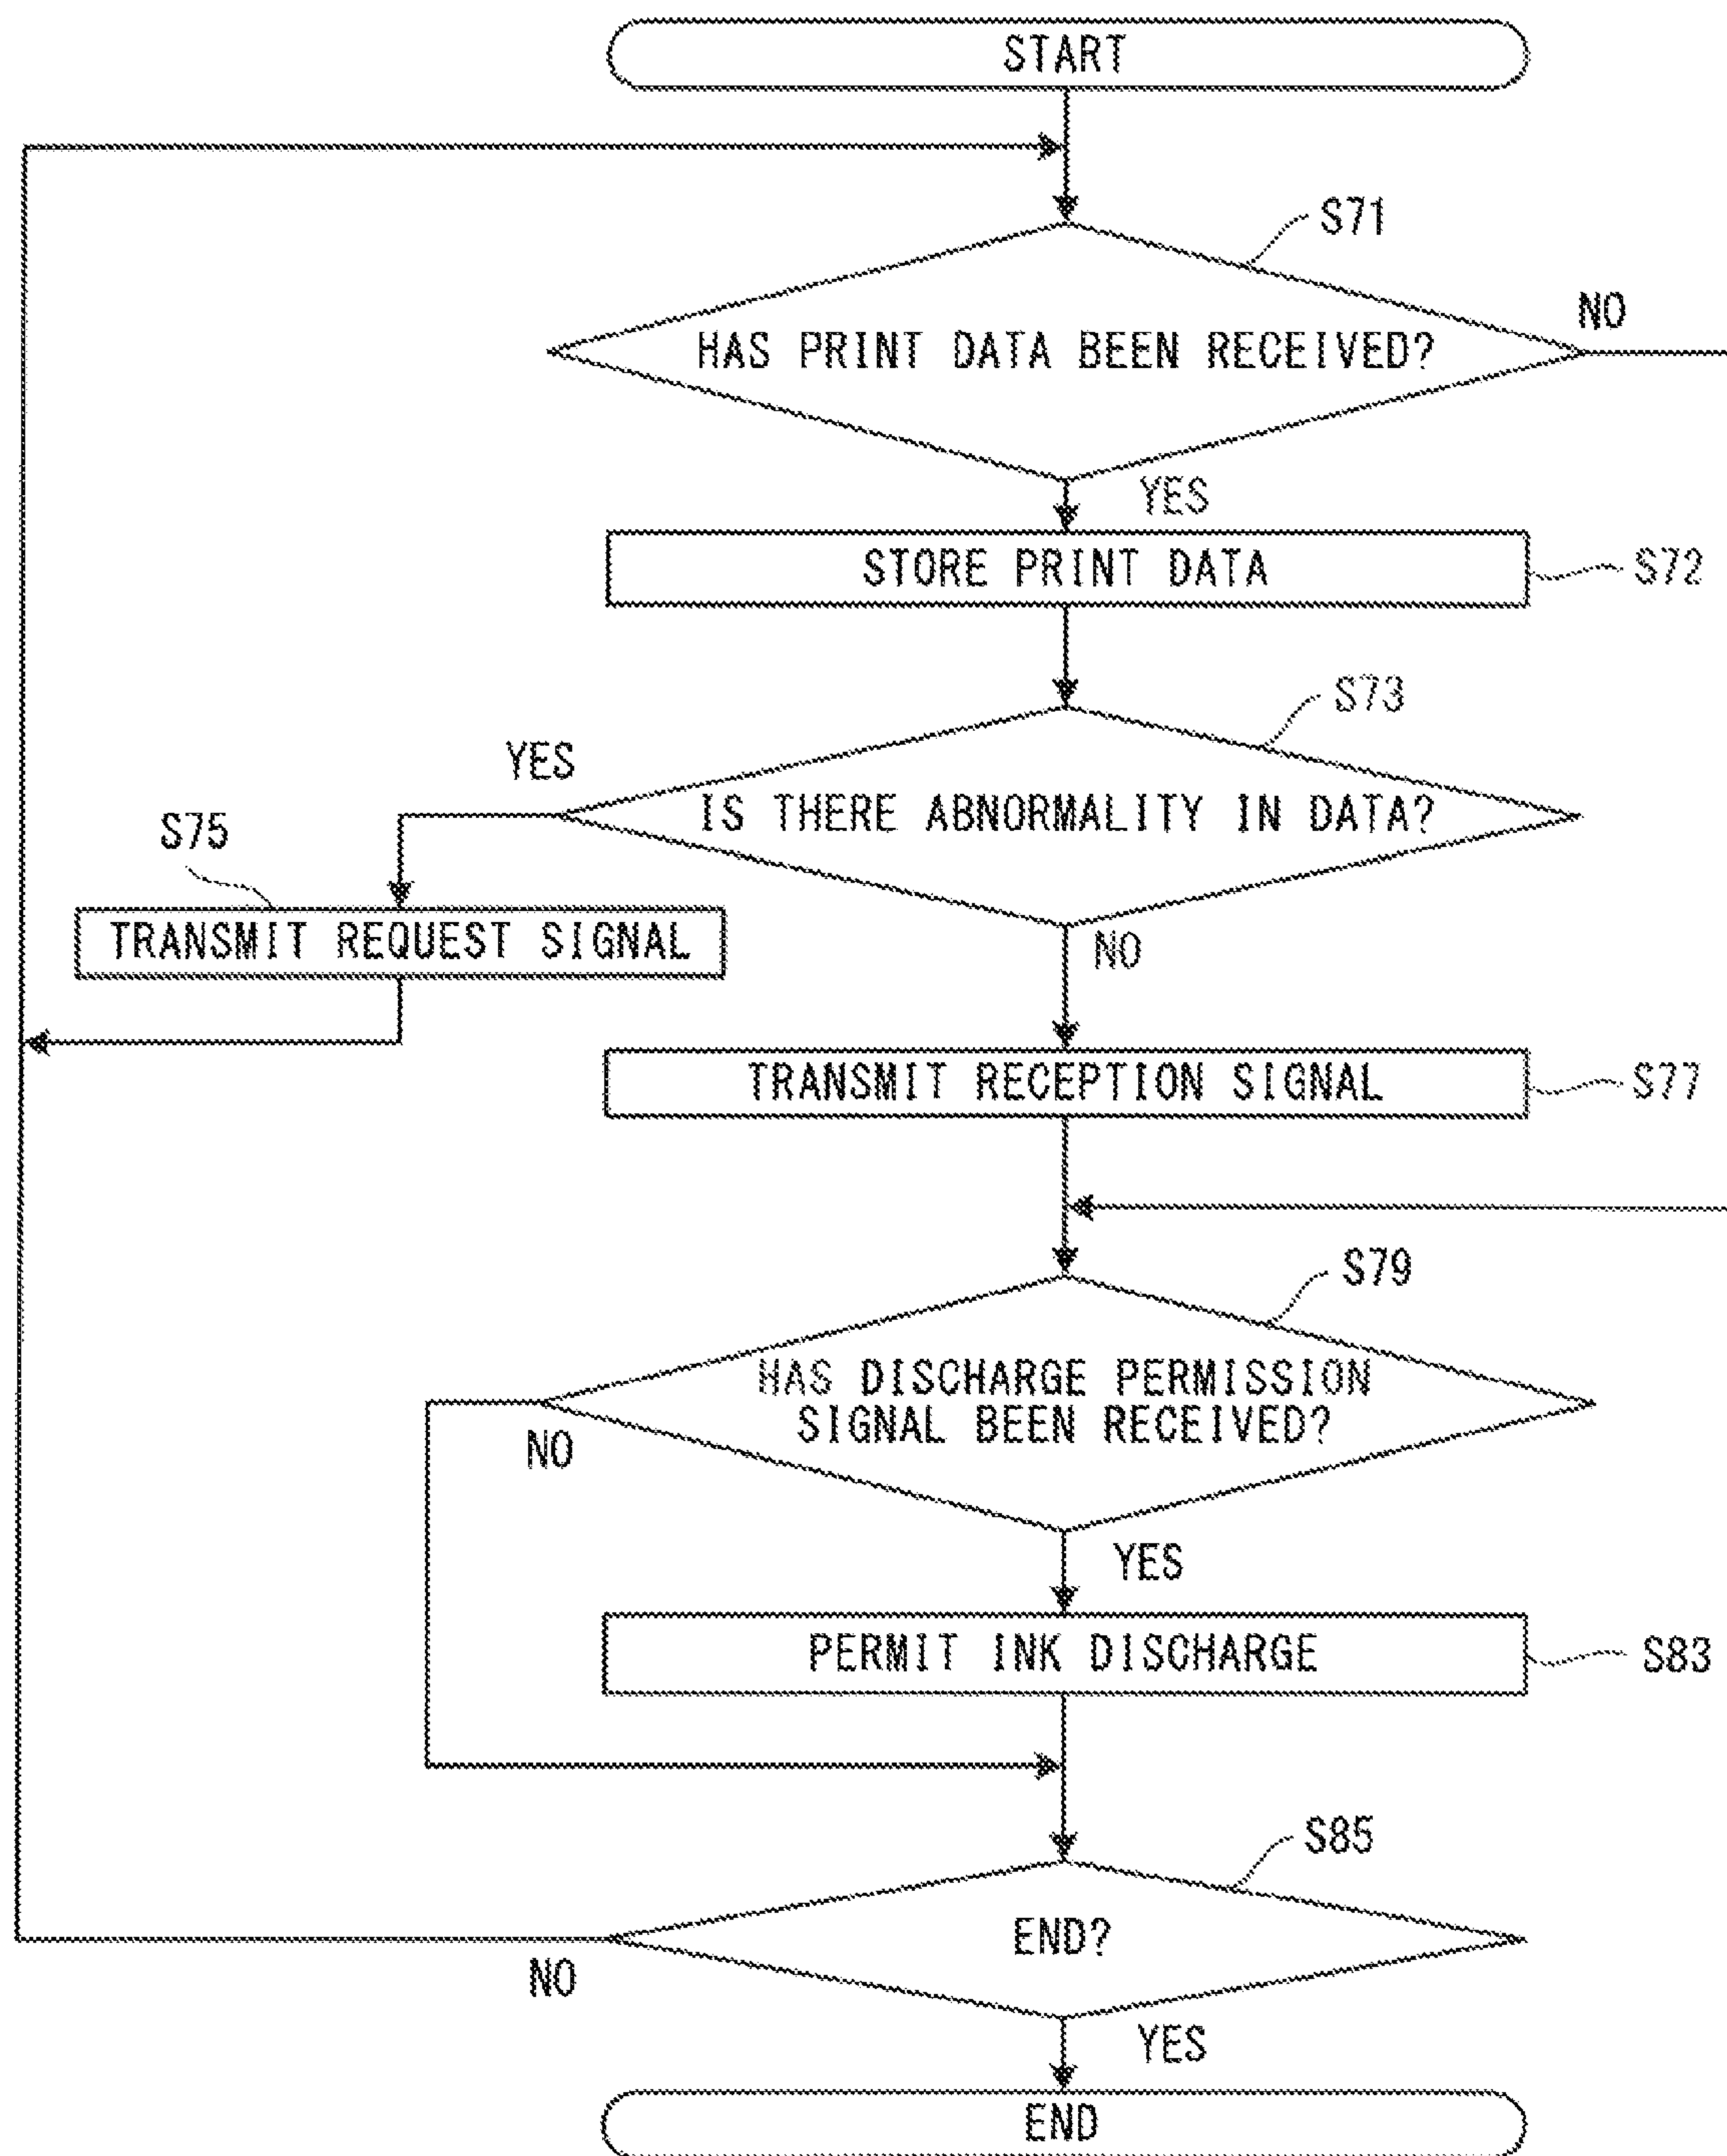 START
S71
NO
HAS PRINT DATA BEEN RECEIVED?
YES
STORE PRINT DATA
S72
S73
YES
IS THERE ABNORMALITY IN DATA?
S75
TRANSMIT REQUEST SIGNAL
NO
TRANSMIT RECEPTION SIGNAL
S77
S79
HAS DISCHARGE PERMISSION
SIGNAL BEEN RECEIVED?
NO
YES
PERMIT INK DISCHARGE
S83
S85
END?
NO
YES
END